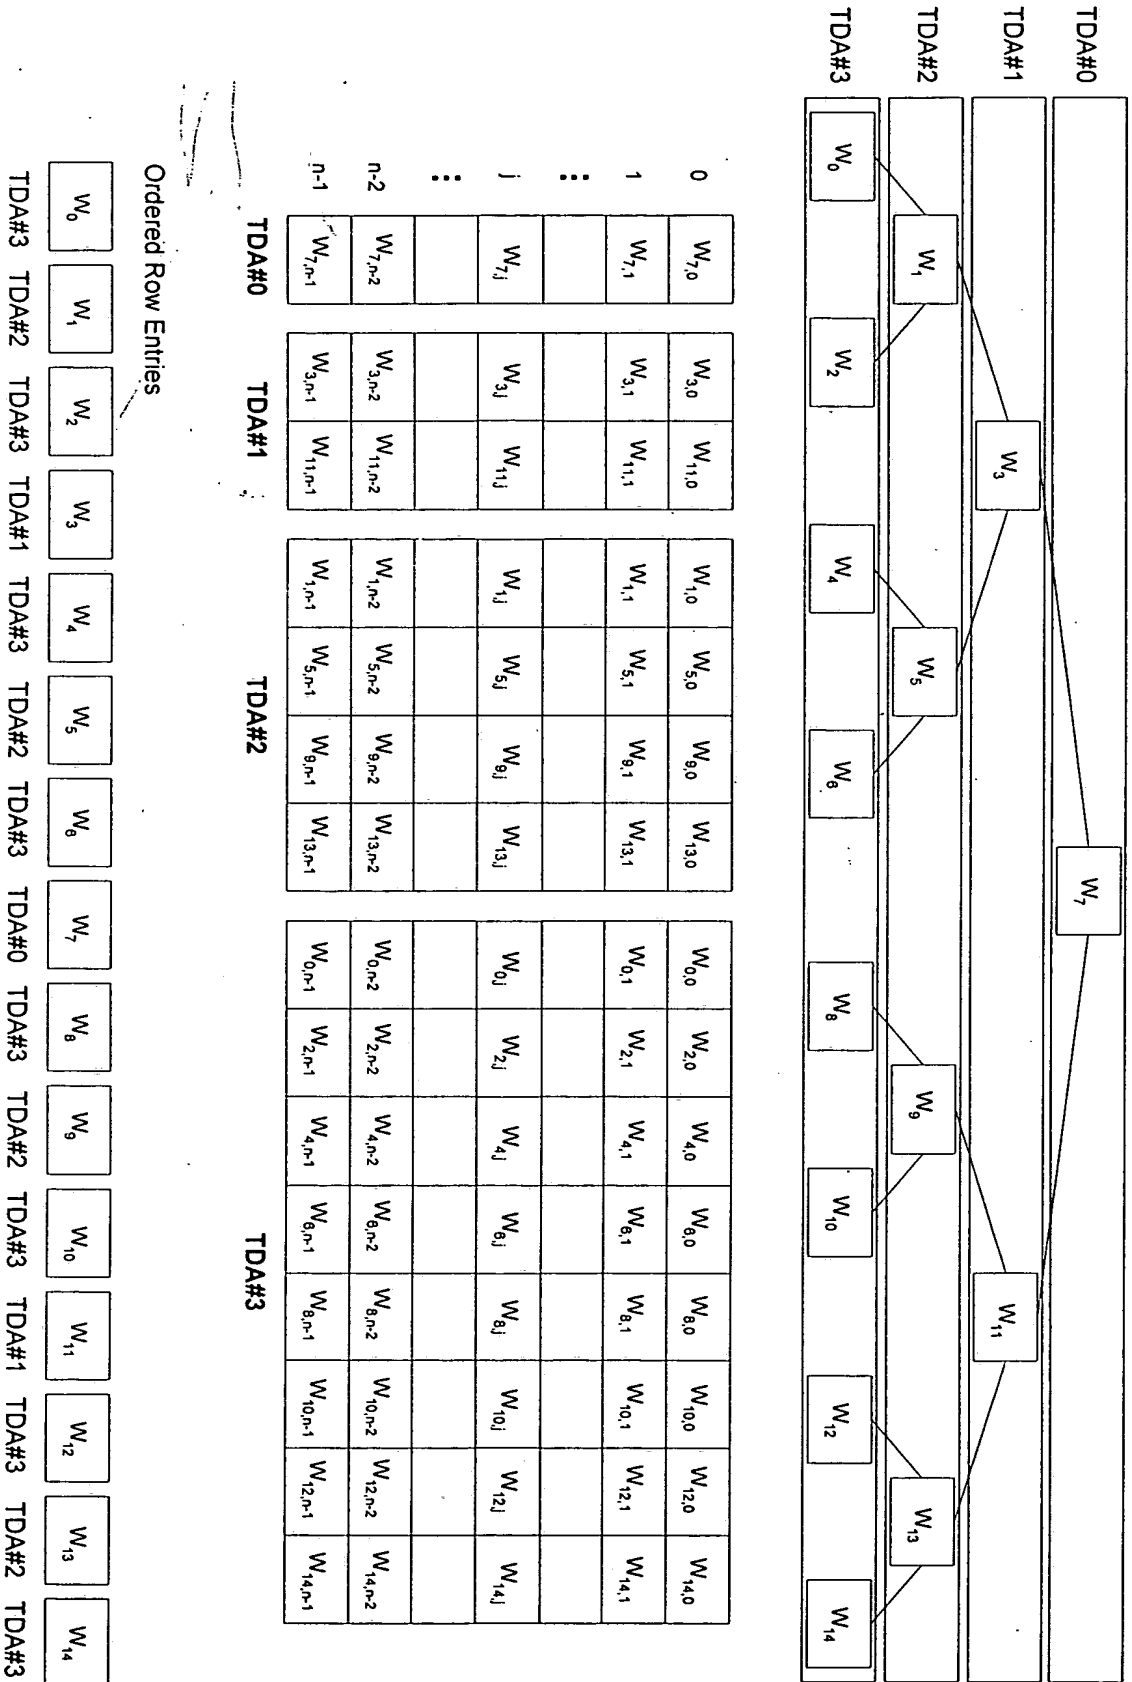 TDA#0
W7
TDA#1
W3 W11
TDA#2
W1 W5 W9 W13
TDA#3
W0 W2 W4 W6 W8 W10 W12 W14
0 W7,0 W3,0 W11,0 W1,0 W5,0 W9,0 W13,0 W0,0 W2,0 W4,0 W6,0 W8,0 W10,0 W12,0 W14,0
1 W7,1 W3,1 W11,1 W1,1 W5,1 W9,1 W13,1 W0,1 W2,1 W4,1 W6,1 W8,1 W10,1 W12,1 W14,1
...
j W7,j W3,j W11,j W1,j W5,j W9,j W13,j W0,j W2,j W4,j W6,j W8,j W10,j W12,j W14,j
...
n-2 W7,n-2 W3,n-2 W11,n-2 W1,n-2 W5,n-2 W9,n-2 W13,n-2 W0,n-2 W2,n-2 W4,n-2 W6,n-2 W8,n-2 W10,n-2 W12,n-2 W14,n-2
n-1 W7,n-1 W3,n-1 W11,n-1 W1,n-1 W5,n-1 W9,n-1 W13,n-1 W0,n-1 W2,n-1 W4,n-1 W6,n-1 W8,n-1 W10,n-1 W12,n-1 W14,n-1
TDA#0 TDA#1 TDA#2 TDA#3
Ordered Row Entries
W0 W1 W2 W3 W4 W5 W6 W7 W8 W9 W10 W11 W12 W13 W14
TDA#3 TDA#2 TDA#3 TDA#1 TDA#3 TDA#2 TDA#3 TDA#0 TDA#3 TDA#2 TDA#3 TDA#1 TDA#3 TDA#2 TDA#3